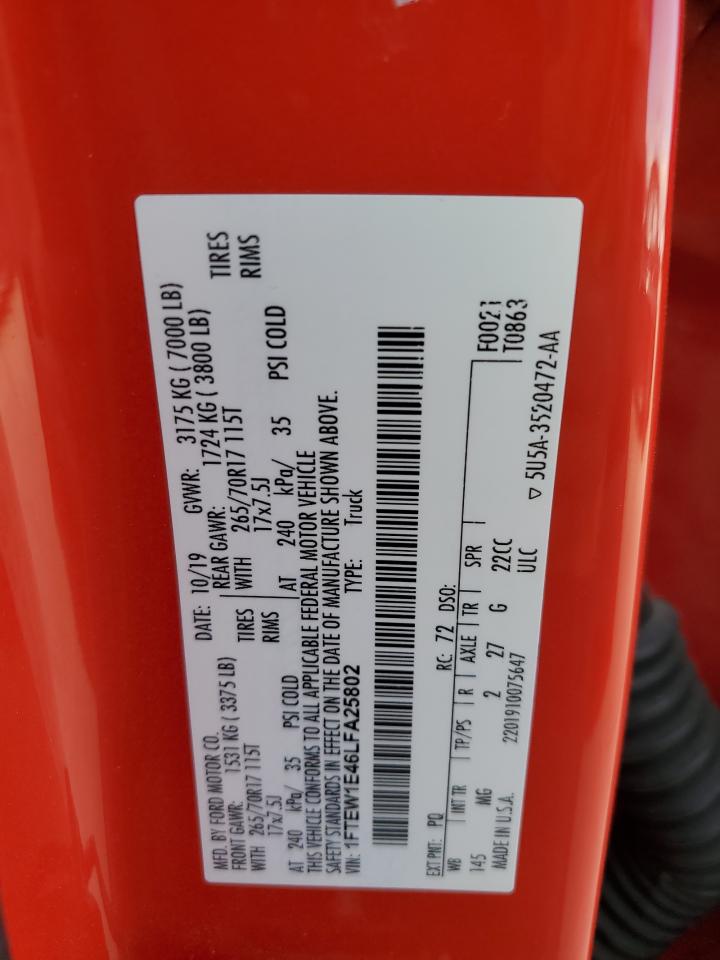 MFD. BY FORD MOTOR CO.
DATE: 10/19 GVWR: 3175 KG ( 7000 LB)
FRONT GAWR: 1531 KG ( 3375 LB)
REAR GAWR: 1724 KG ( 3800 LB)
WITH 265/70R17 115T TIRES
WITH 265/70R17 115T TIRES
17x7.5J RIMS
17x7.5J RIMS
AT 240 kPa/ 35 PSI COLD
AT 240 kPa/ 35 PSI COLD
THIS VEHICLE CONFORMS TO ALL APPLICABLE FEDERAL MOTOR VEHICLE
SAFETY STANDARDS IN EFFECT ON THE DATE OF MANUFACTURE SHOWN ABOVE.
VIN: 1FTEW1E46LFA25802 TYPE: Truck
EXT PNT: PQ RC: 72 DSO: F0021
T0863
WB INT TR TP/PS R AXLE TR SPR
145 MG 2 27 G 22CC
MADE IN U.S.A. 2201910075647 ULC
▽ 5U5A-3520472-AA